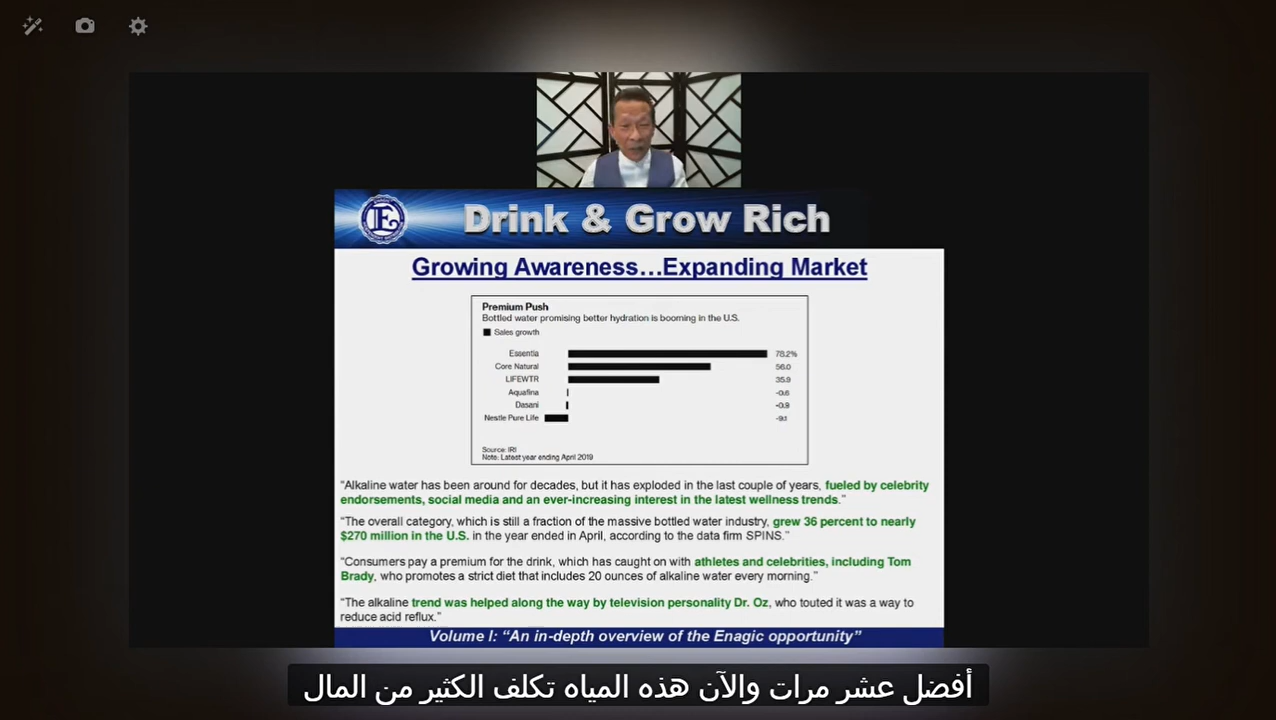 Drink & Grow Rich
E
Growing Awareness…Expanding Market
Premium Push
Bottled water promising better hydration is booming in the U.S.
Sales growth
Essentia 78.2%
Core Natural 56.0
LIFEWTR 35.9
Aquafina -0.6
Dasani -0.9
Nestle Pure Life -9.1
Source: IRI
Note: Latest year ending April 2019
“Alkaline water has been around for decades, but it has exploded in the last couple of years, fueled by celebrity
endorsements, social media and an ever-increasing interest in the latest wellness trends.”
“The overall category, which is still a fraction of the massive bottled water industry, grew 36 percent to nearly
$270 million in the U.S. in the year ended in April, according to the data firm SPINS.”
“Consumers pay a premium for the drink, which has caught on with athletes and celebrities, including Tom
Brady, who promotes a strict diet that includes 20 ounces of alkaline water every morning.”
“The alkaline trend was helped along the way by television personality Dr. Oz, who touted it was a way to
reduce acid reflux.”
Volume I: “An in-depth overview of the Enagic opportunity”
أفضل عشر مرات والآن هذه المياه تكلف الكثير من المال